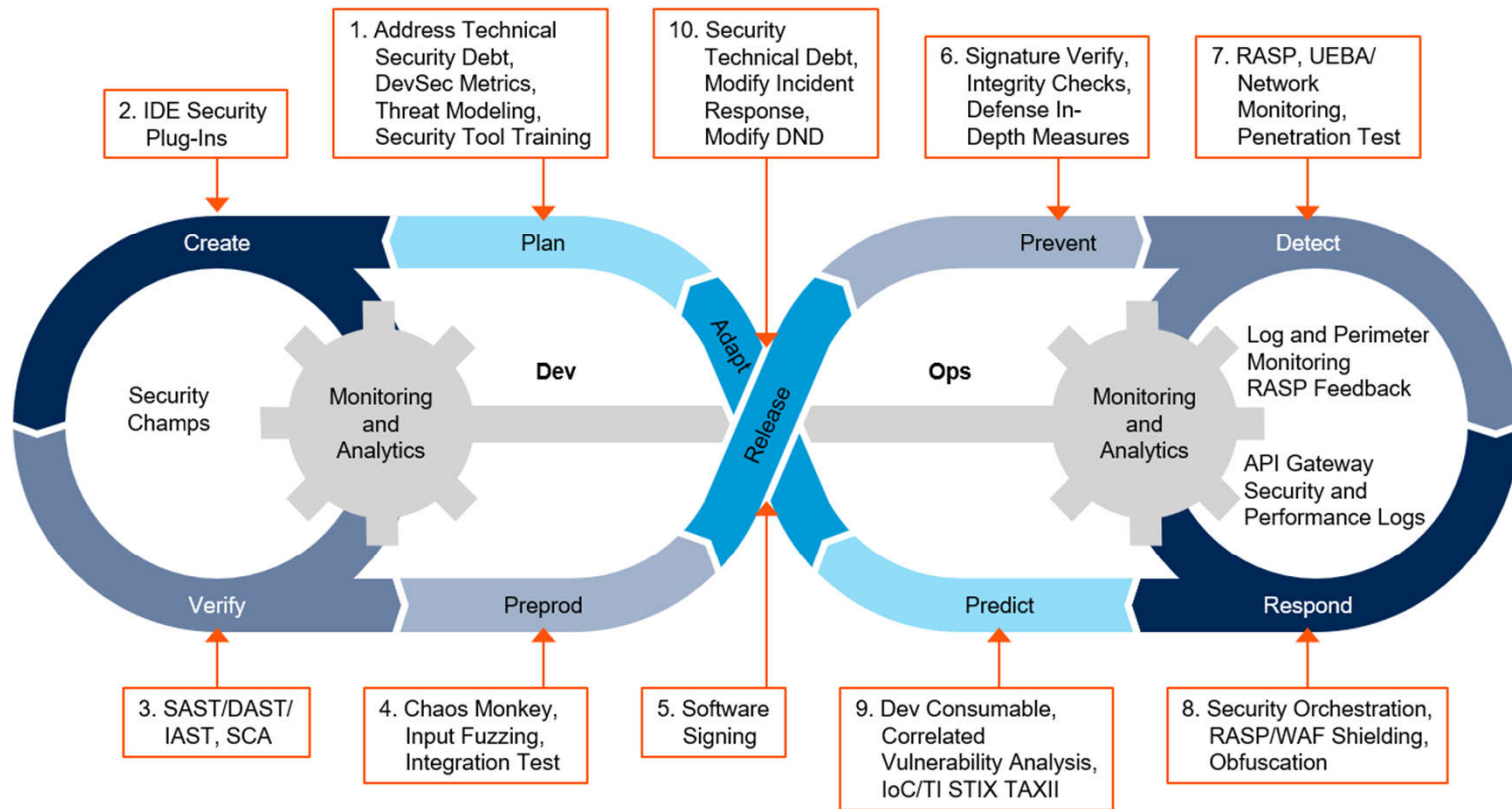 1. Address Technical
Security Debt,
DevSec Metrics,
Threat Modeling,
Security Tool Training
10. Security
Technical Debt,
Modify Incident
Response,
Modify DND
6. Signature Verify,
Integrity Checks,
Defense In-
Depth Measures
7. RASP, UEBA/
Network
Monitoring,
Penetration Test
2. IDE Security
Plug-Ins
Create
Plan
Prevent
Detect
Adapt
Release
Dev
Ops
Security
Champs
Monitoring
and
Analytics
Monitoring
and
Analytics
Log and Perimeter
Monitoring
RASP Feedback
API Gateway
Security and
Performance Logs
Verify
Preprod
Predict
Respond
3. SAST/DAST/
IAST, SCA
4. Chaos Monkey,
Input Fuzzing,
Integration Test
5. Software
Signing
9. Dev Consumable,
Correlated
Vulnerability Analysis,
IoC/TI STIX TAXII
8. Security Orchestration,
RASP/WAF Shielding,
Obfuscation